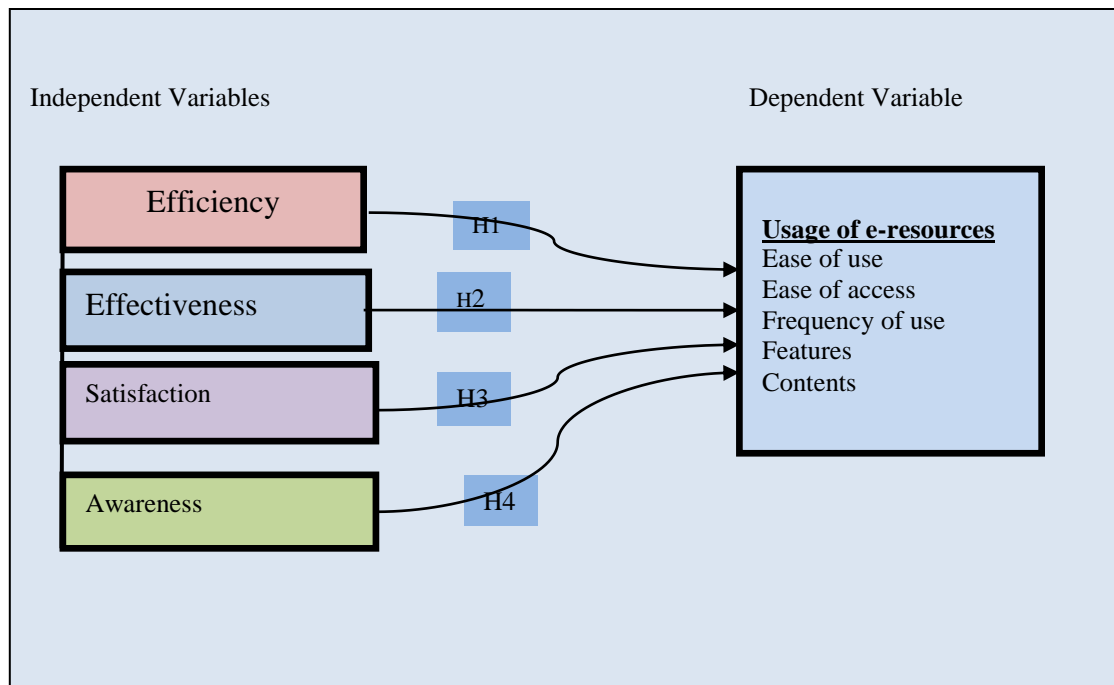 Independent Variables
Dependent Variable
Efficiency
H1
Effectiveness
H2
Satisfaction
H3
Awareness
H4
Usage of e-resources
Ease of use
Ease of access
Frequency of use
Features
Contents